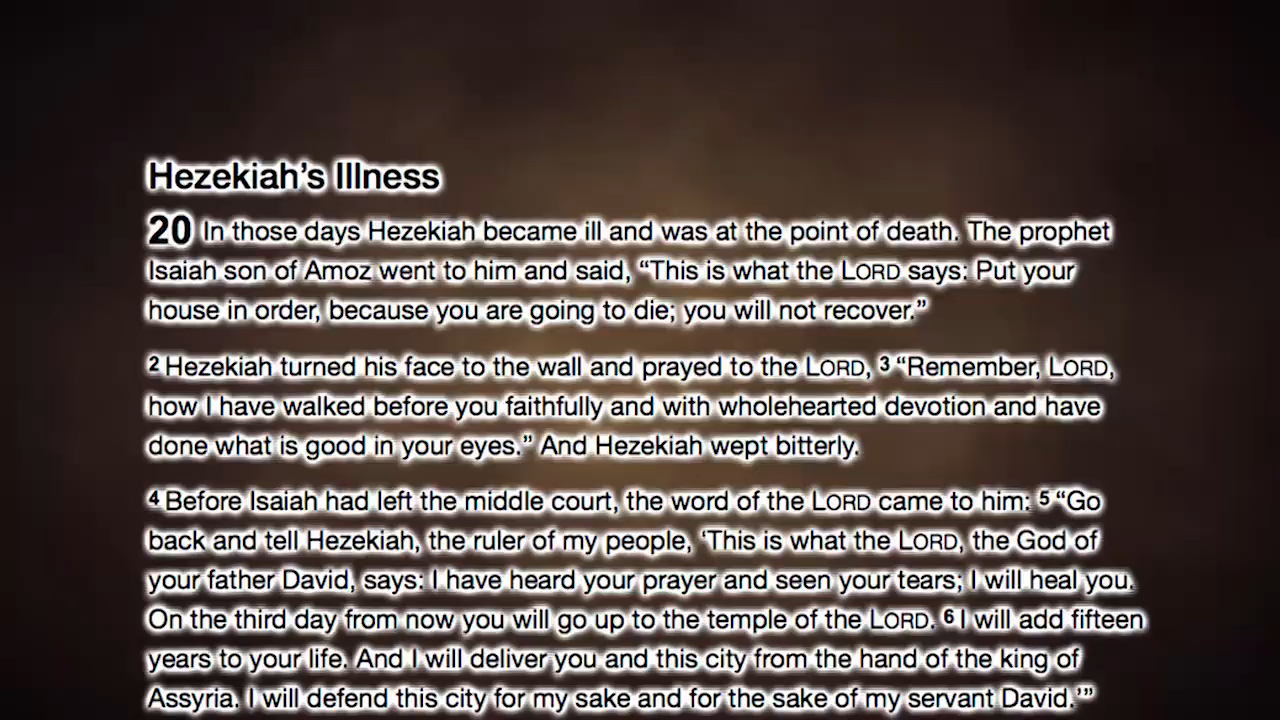 Hezekiah’s Illness
20 In those days Hezekiah became ill and was at the point of death. The prophet
Isaiah son of Amoz went to him and said, “This is what the LORD says: Put your
house in order, because you are going to die; you will not recover.”
2 Hezekiah turned his face to the wall and prayed to the LORD, 3 “Remember, LORD,
how I have walked before you faithfully and with wholehearted devotion and have
done what is good in your eyes.” And Hezekiah wept bitterly.
4 Before Isaiah had left the middle court, the word of the LORD came to him: 5 “Go
back and tell Hezekiah, the ruler of my people, ‘This is what the LORD, the God of
your father David, says: I have heard your prayer and seen your tears; I will heal you.
On the third day from now you will go up to the temple of the LORD. 6 I will add fifteen
years to your life. And I will deliver you and this city from the hand of the king of
Assyria. I will defend this city for my sake and for the sake of my servant David.’”